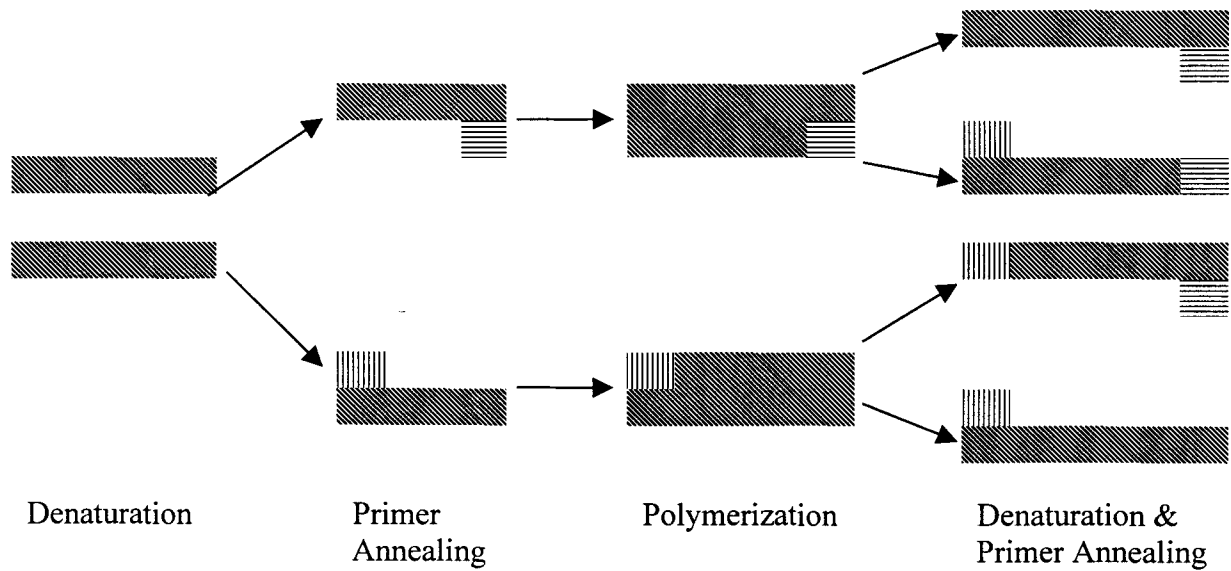 Denaturation
Primer
Annealing
Polymerization
Denaturation &
Primer Annealing